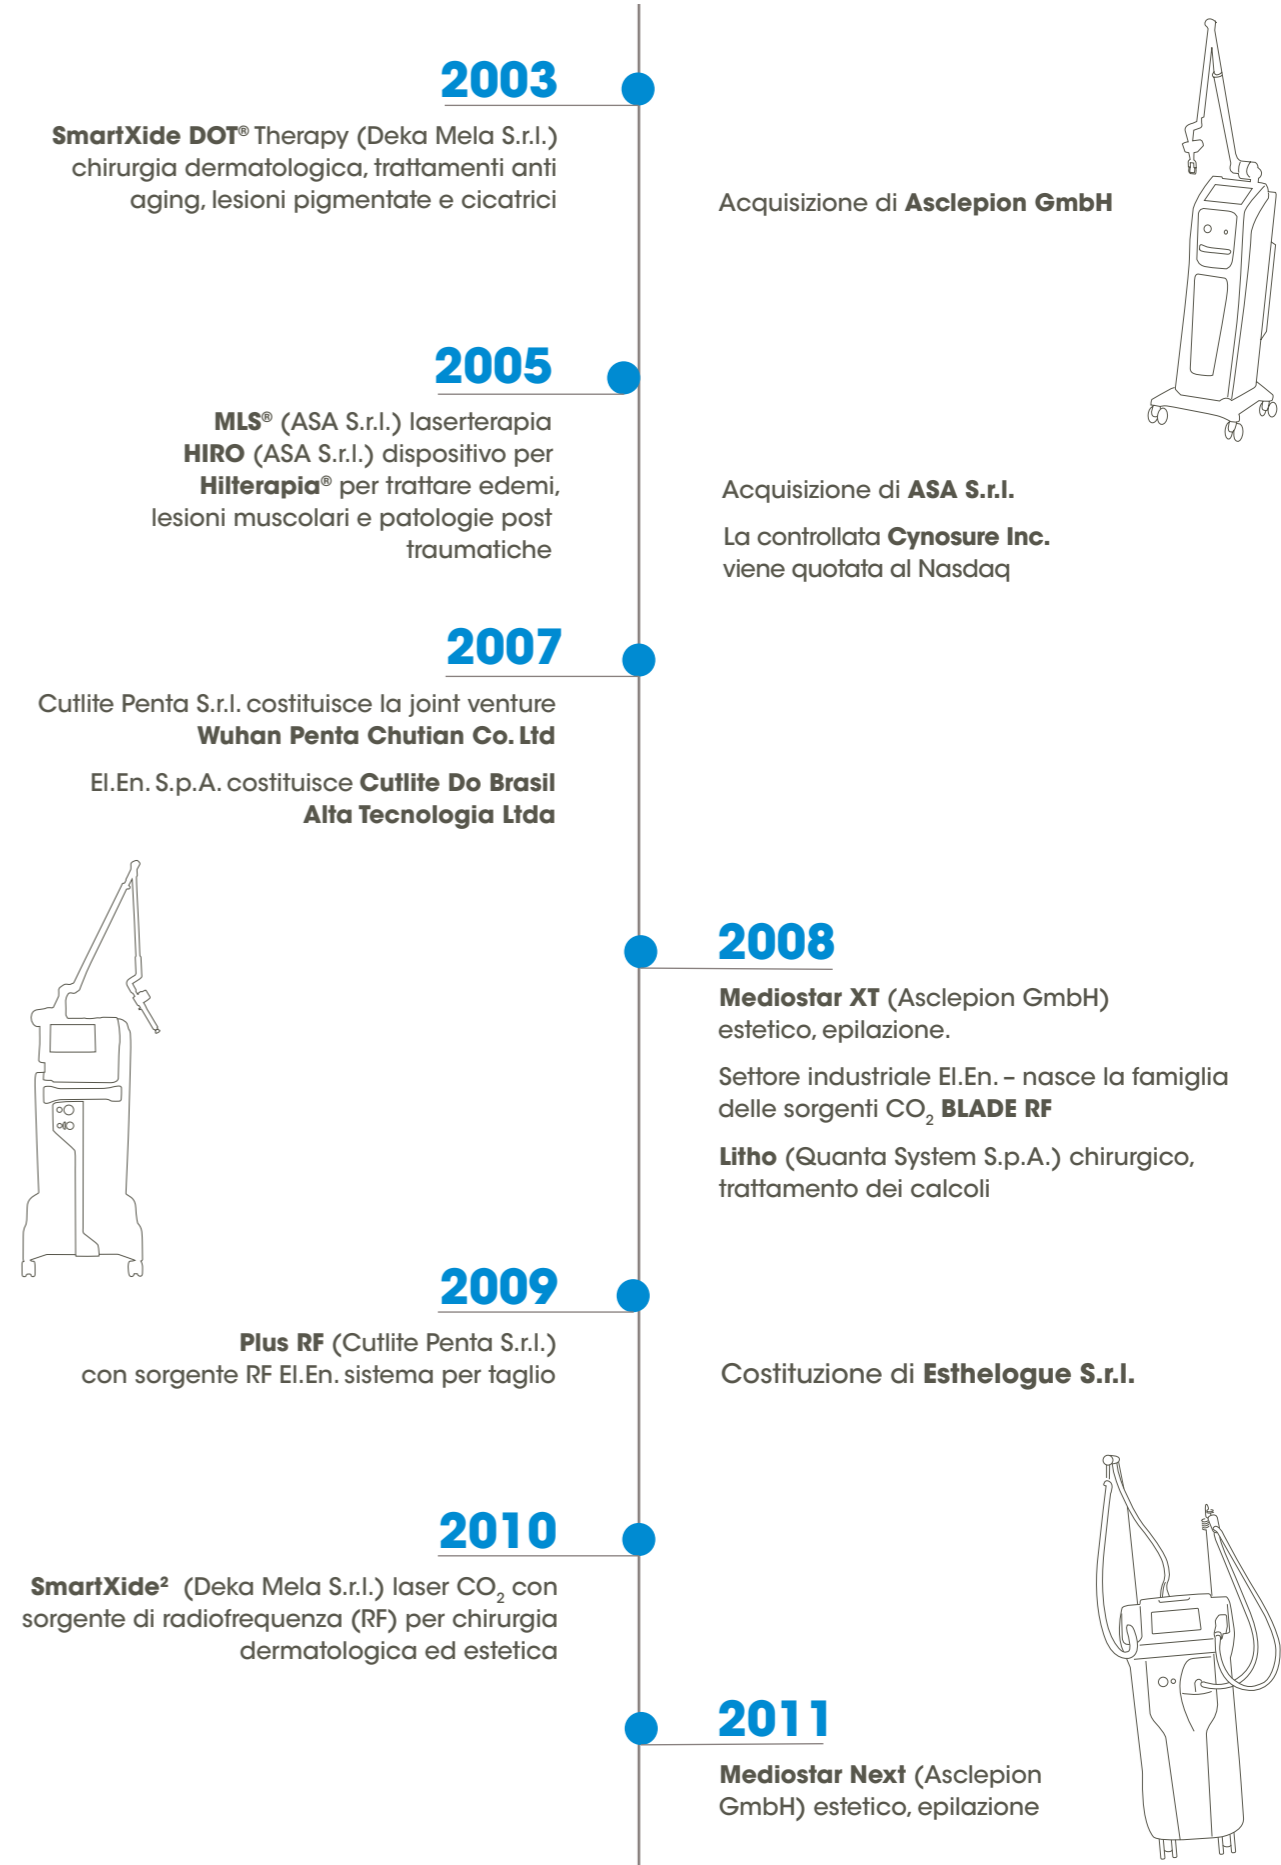 2003
SmartXide DOT® Therapy (Deka Mela S.r.l.)
chirurgia dermatologica, trattamenti anti
aging, lesioni pigmentate e cicatrici
Acquisizione di Asclepion GmbH
2005
MLS® (ASA S.r.l.) laserterapia
HIRO (ASA S.r.l.) dispositivo per
Hilterapia® per trattare edemi,
lesioni muscolari e patologie post
traumatiche
Acquisizione di ASA S.r.l.
La controllata Cynosure Inc.
viene quotata al Nasdaq
2007
Cutlite Penta S.r.l. costituisce la joint venture
Wuhan Penta Chutian Co. Ltd
El.En. S.p.A. costituisce Cutlite Do Brasil
Alta Tecnologia Ltda
2008
Mediostar XT (Asclepion GmbH)
estetico, epilazione.
Settore industriale El.En. – nasce la famiglia
delle sorgenti CO₂ BLADE RF
Litho (Quanta System S.p.A.) chirurgico,
trattamento dei calcoli
2009
Plus RF (Cutlite Penta S.r.l.)
con sorgente RF El.En. sistema per taglio
Costituzione di Esthelogue S.r.l.
2010
SmartXide² (Deka Mela S.r.l.) laser CO₂ con
sorgente di radiofrequenza (RF) per chirurgia
dermatologica ed estetica
2011
Mediostar Next (Asclepion
GmbH) estetico, epilazione